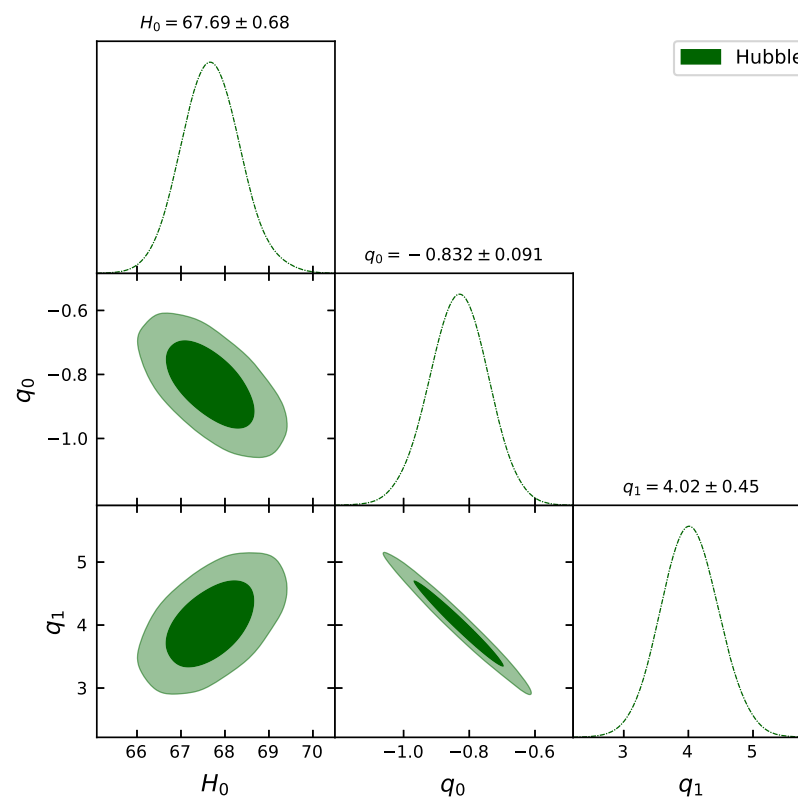 H₀ = 67.69 ± 0.68
Hubble
q₀ = −0.832 ± 0.091
−0.6
−0.8
−1.0
q₀
q₁ = 4.02 ± 0.45
5
4
3
q₁
66 67 68 69 70 −1.0 −0.8 −0.6 3 4 5
H₀ q₀ q₁